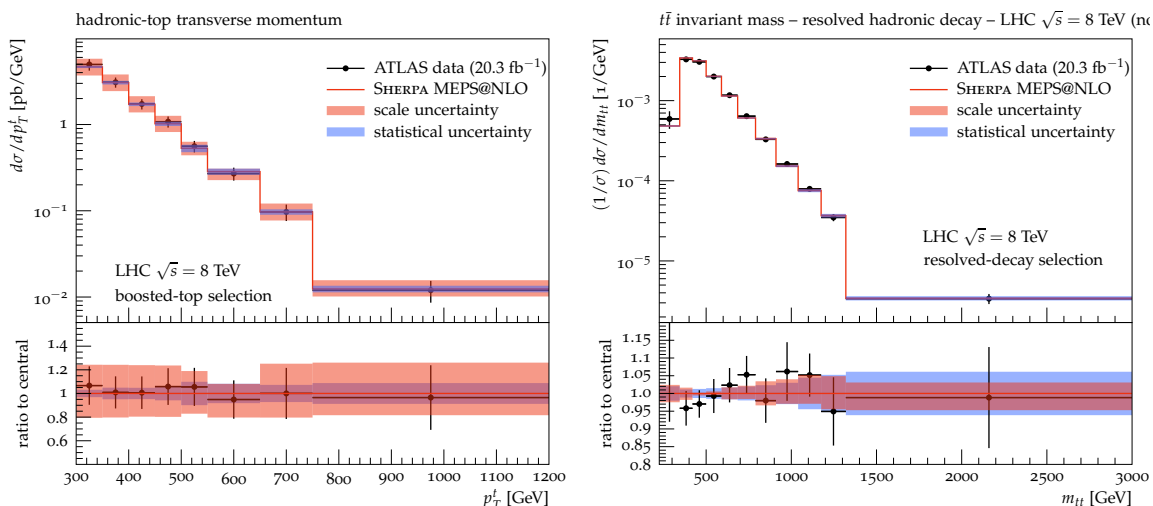 hadronic-top transverse momentum
dσ/dp_T^t [pb/GeV]
1
10⁻¹
10⁻²
ATLAS data (20.3 fb⁻¹)
SHERPA MEPS@NLO
scale uncertainty
statistical uncertainty
LHC √s = 8 TeV
boosted-top selection
ratio to central
1.4
1.2
1
0.8
0.6
300 400 500 600 700 800 900 1000 1100 1200
p_T^t [GeV]
tt̄ invariant mass – resolved hadronic decay – LHC √s = 8 TeV (no
(1/σ) dσ/dm_tt [1/GeV]
10⁻³
10⁻⁴
10⁻⁵
ATLAS data (20.3 fb⁻¹)
SHERPA MEPS@NLO
scale uncertainty
statistical uncertainty
LHC √s = 8 TeV
resolved-decay selection
ratio to central
1.15
1.1
1.05
1.0
0.95
0.9
0.85
0.8
500 1000 1500 2000 2500 3000
m_tt [GeV]